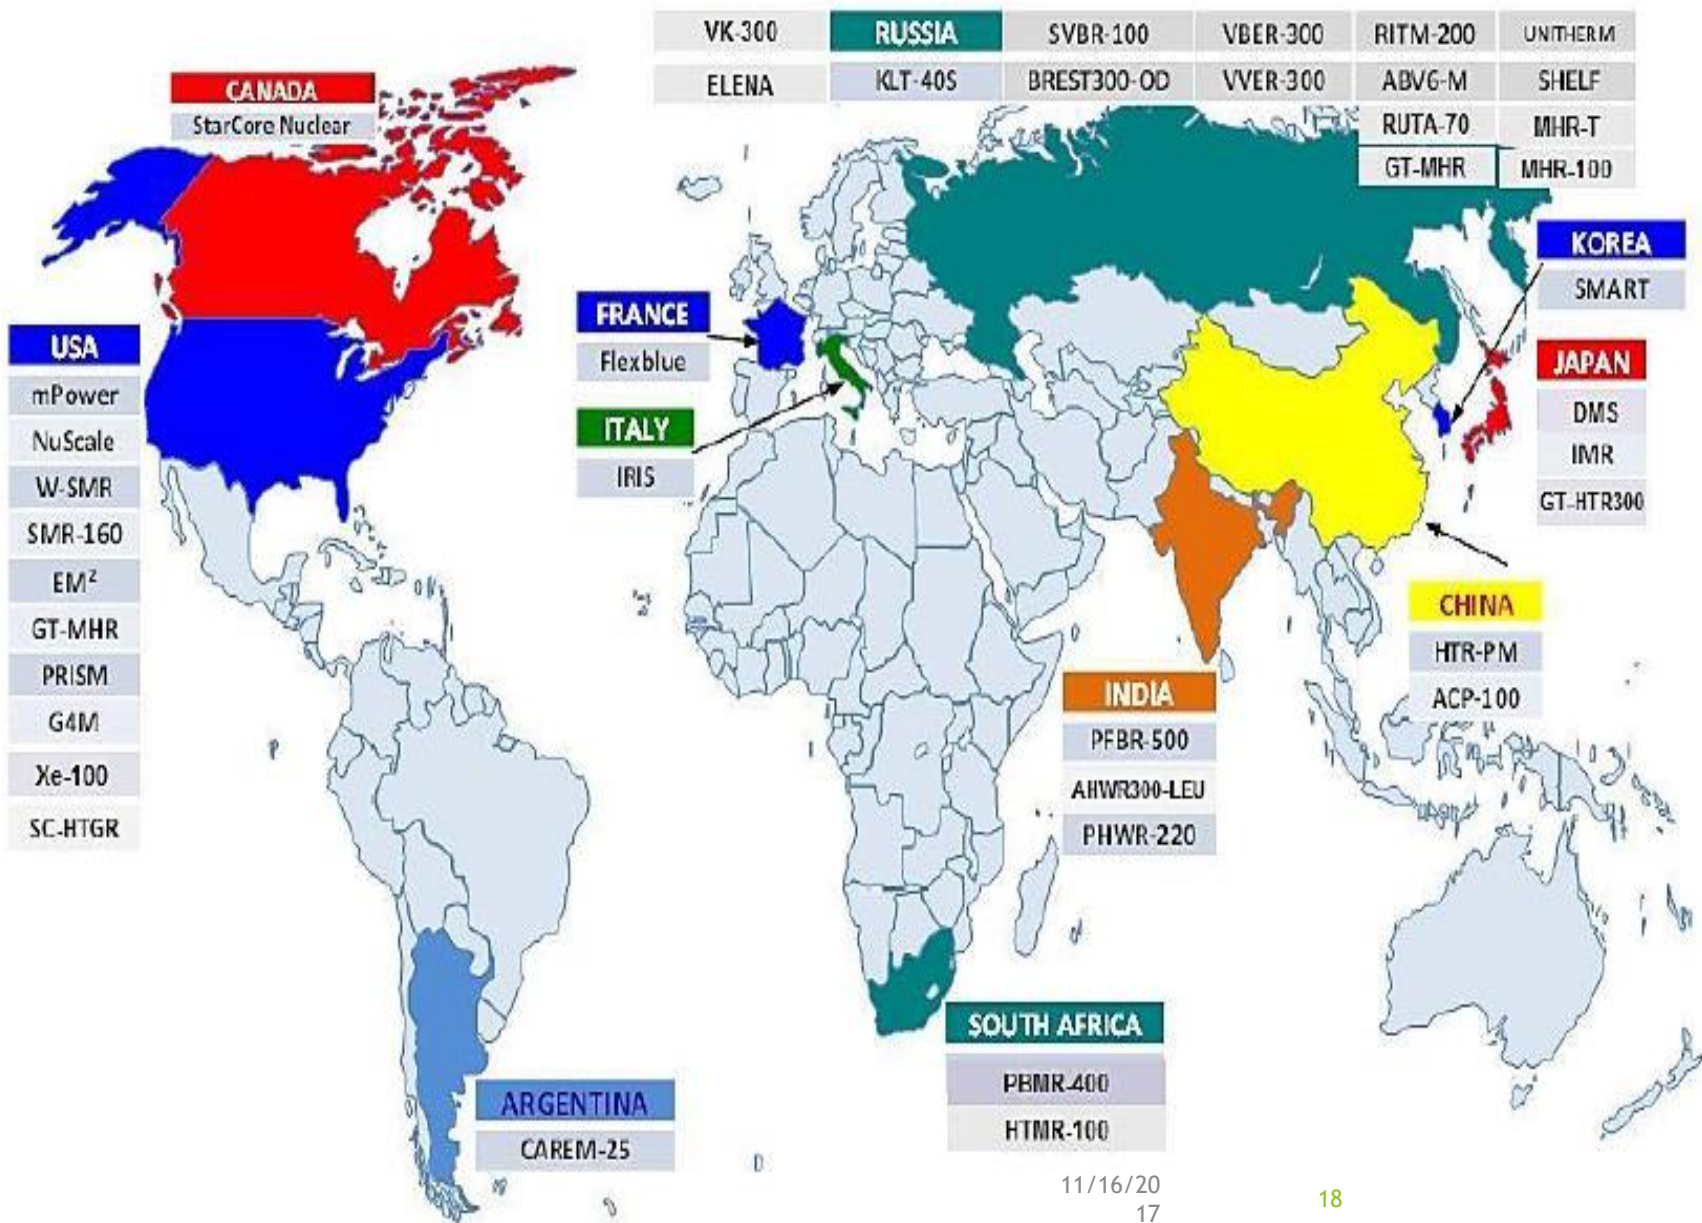 VK-300 RUSSIA SVBR-100 VBER-300 RITM-200 UNITHERM
ELENA KLT-40S BREST300-OD VVER-300 ABV6-M SHELF
RUTA-70 MHR-T
GT-MHR MHR-100
CANADA
StarCore Nuclear
USA
mPower
NuScale
W-SMR
SMR-160
EM²
GT-MHR
PRISM
G4M
Xe-100
SC-HTGR
FRANCE
Flexblue
ITALY
IRIS
KOREA
SMART
JAPAN
DMS
IMR
GT-HTR300
CHINA
HTR-PM
ACP-100
INDIA
PFBR-500
AHWR300-LEU
PHWR-220
SOUTH AFRICA
PBMR-400
HTMR-100
ARGENTINA
CAREM-25
11/16/20
17
18